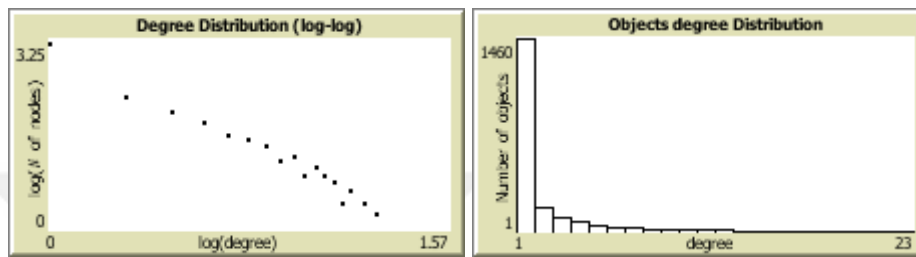 Degree Distribution (log-log)
3.25
log(N of nodes)
0
0
log(degree)
1.57
Objects degree Distribution
1460
Number of objects
1
1
degree
23